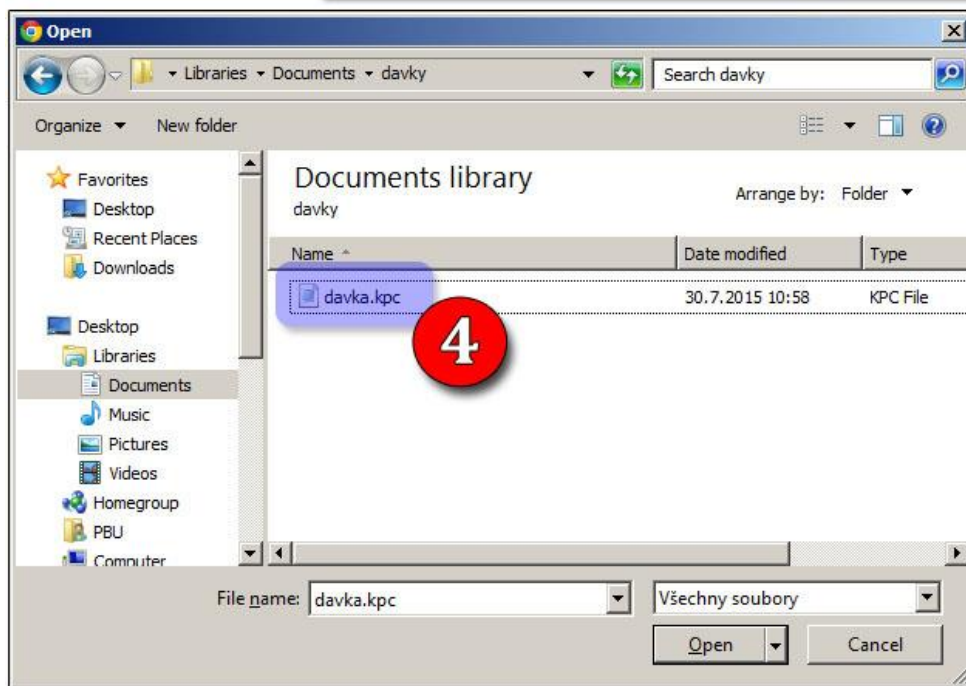 Open
Libraries Documents davky
Search davky
Organize New folder
Favorites
Desktop
Recent Places
Downloads
Desktop
Libraries
Documents
Music
Pictures
Videos
Homegroup
PBU
Computer
Documents library
davky
Arrange by: Folder
Name Date modified Type
davka.kpc 30.7.2015 10:58 KPC File
4
File name: davka.kpc Všechny soubory
Open Cancel